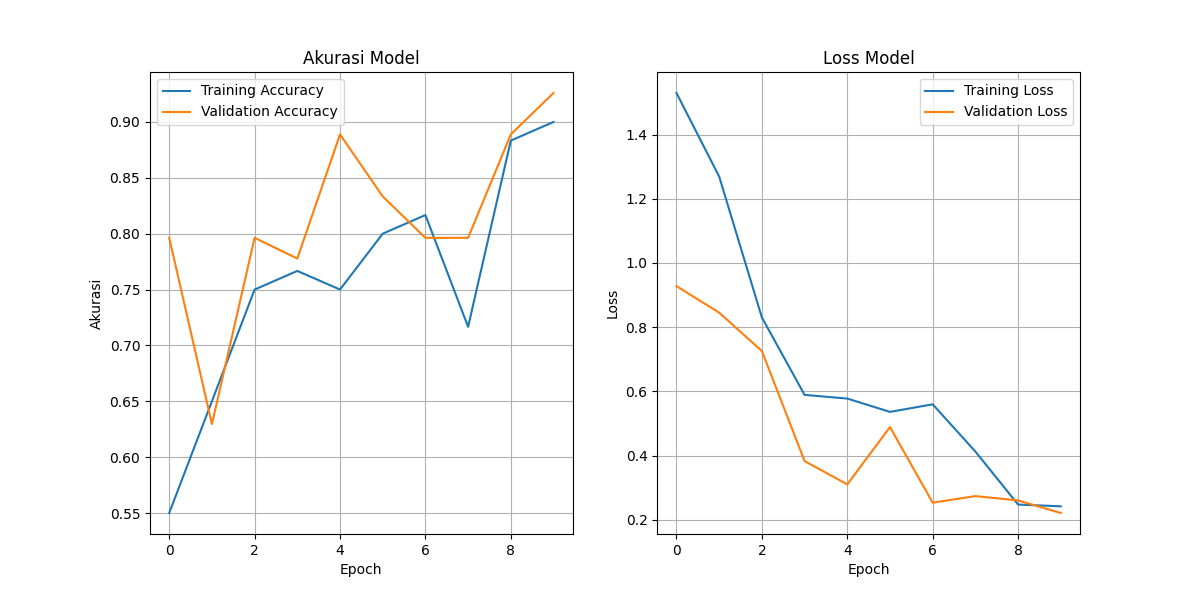 Akurasi Model
Training Accuracy
Validation Accuracy
0.90
0.85
0.80
0.75
0.70
0.65
0.60
0.55
Akurasi
0 2 4 6 8
Epoch
Loss Model
Training Loss
Validation Loss
1.4
1.2
1.0
0.8
0.6
0.4
0.2
Loss
0 2 4 6 8
Epoch